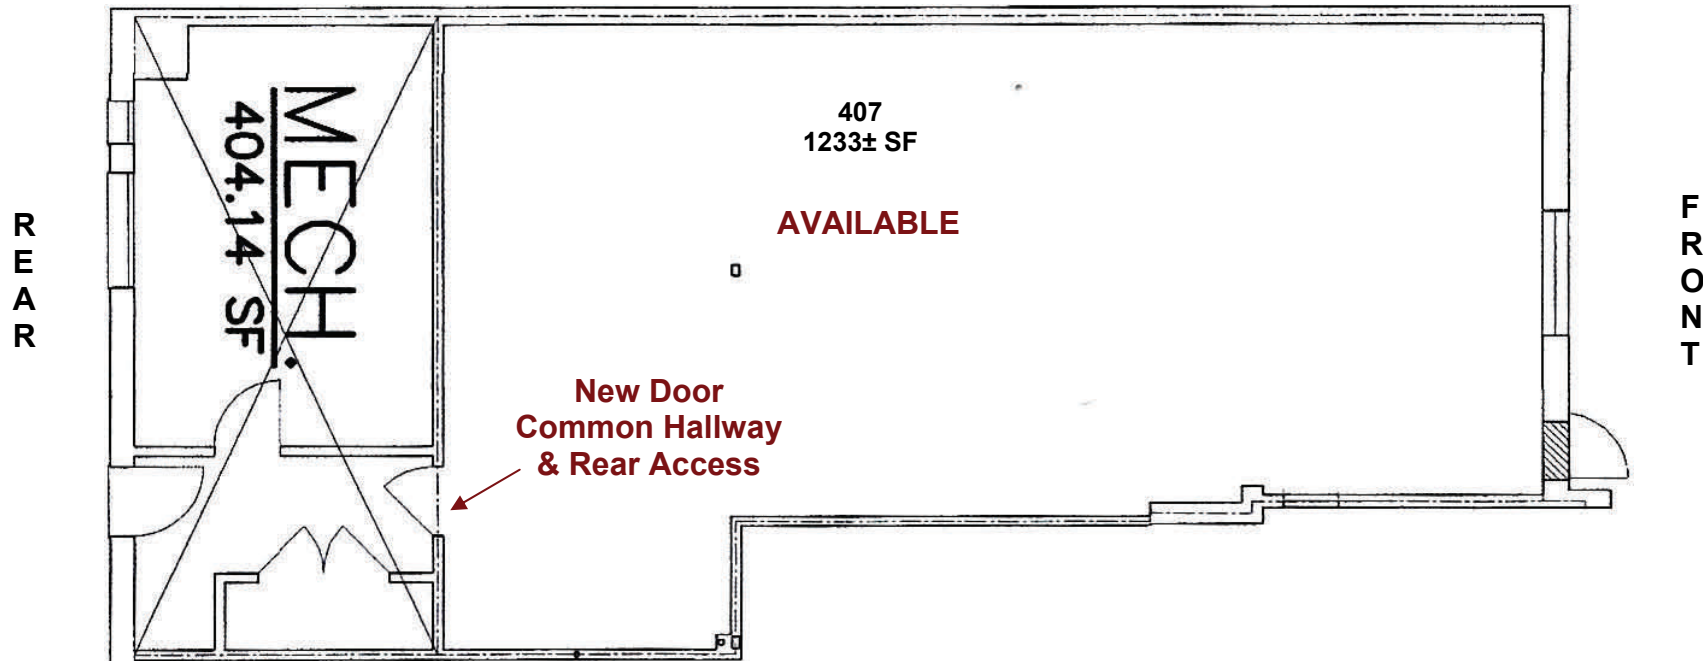 REAR
MECH.
404.14 SF
407
1233± SF
AVAILABLE
New Door
Common Hallway
& Rear Access
FRONT